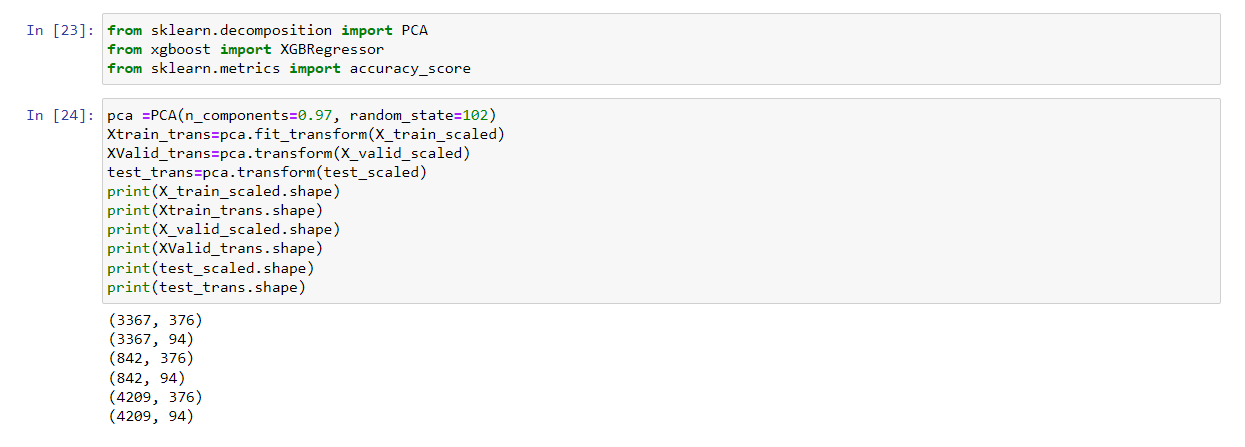 In [23]: from sklearn.decomposition import PCA
from xgboost import XGBRegressor
from sklearn.metrics import accuracy_score
In [24]: pca =PCA(n_components=0.97, random_state=102)
Xtrain_trans=pca.fit_transform(X_train_scaled)
XValid_trans=pca.transform(X_valid_scaled)
test_trans=pca.transform(test_scaled)
print(X_train_scaled.shape)
print(Xtrain_trans.shape)
print(X_valid_scaled.shape)
print(XValid_trans.shape)
print(test_scaled.shape)
print(test_trans.shape)
(3367, 376)
(3367, 94)
(842, 376)
(842, 94)
(4209, 376)
(4209, 94)